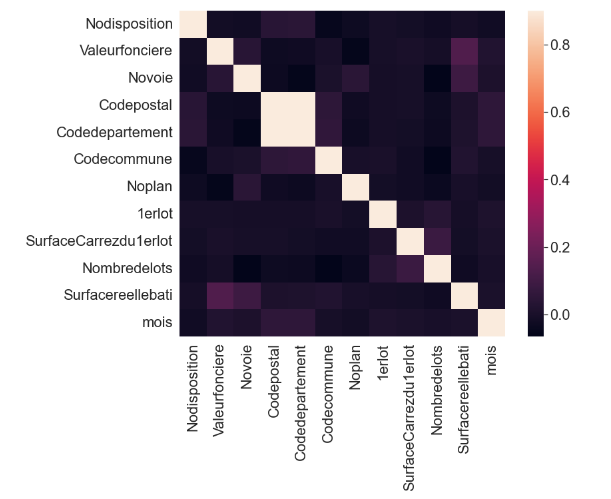 Nodisposition
Valeurfonciere
Novoie
Codepostal
Codedepartement
Codecommune
Noplan
1erlot
SurfaceCarrezdu1erlot
Nombredelots
Surfacereellebati
mois
Nodisposition
Valeurfonciere
Novoie
Codepostal
Codedepartement
Codecommune
Noplan
1erlot
SurfaceCarrezdu1erlot
Nombredelots
Surfacereellebati
mois
0.8
0.6
0.4
0.2
0.0